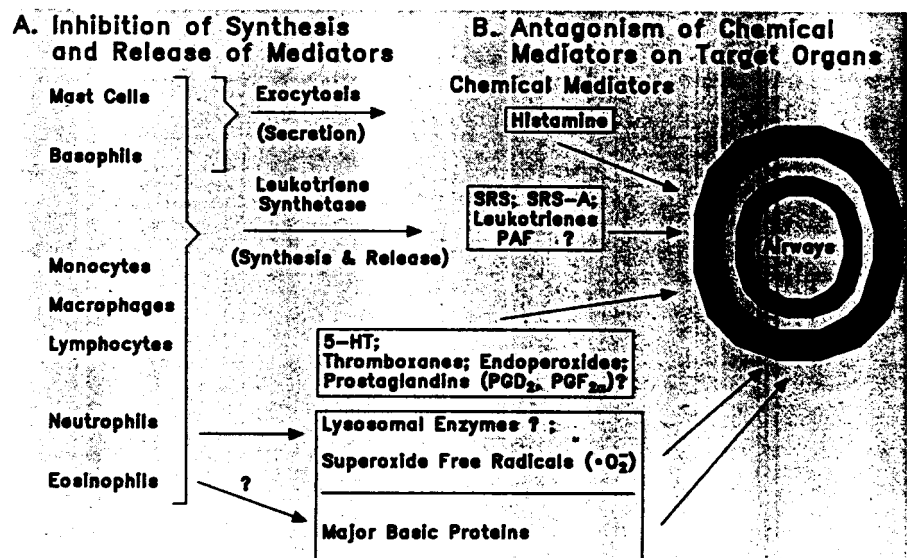 A. Inhibition of Synthesis
and Release of Mediators
Mast Cells
Basophils
Monocytes
Macrophages
Lymphocytes
Neutrophils
Eosinophils
Exocytosis
(Secretion)
Leukotriene
Synthetase
(Synthesis & Release)
?
B. Antagonism of Chemical
Mediators on Target Organs
Chemical Mediators
Histamine
SRS; SRS-A;
Leukotrienes
PAF ?
5-HT;
Thromboxanes; Endoperoxides;
Prostaglandins (PGD₂, PGF₂α)?
Lysosomal Enzymes ? ;
Superoxide Free Radicals (•O₂⁻)
Major Basic Proteins
Airways